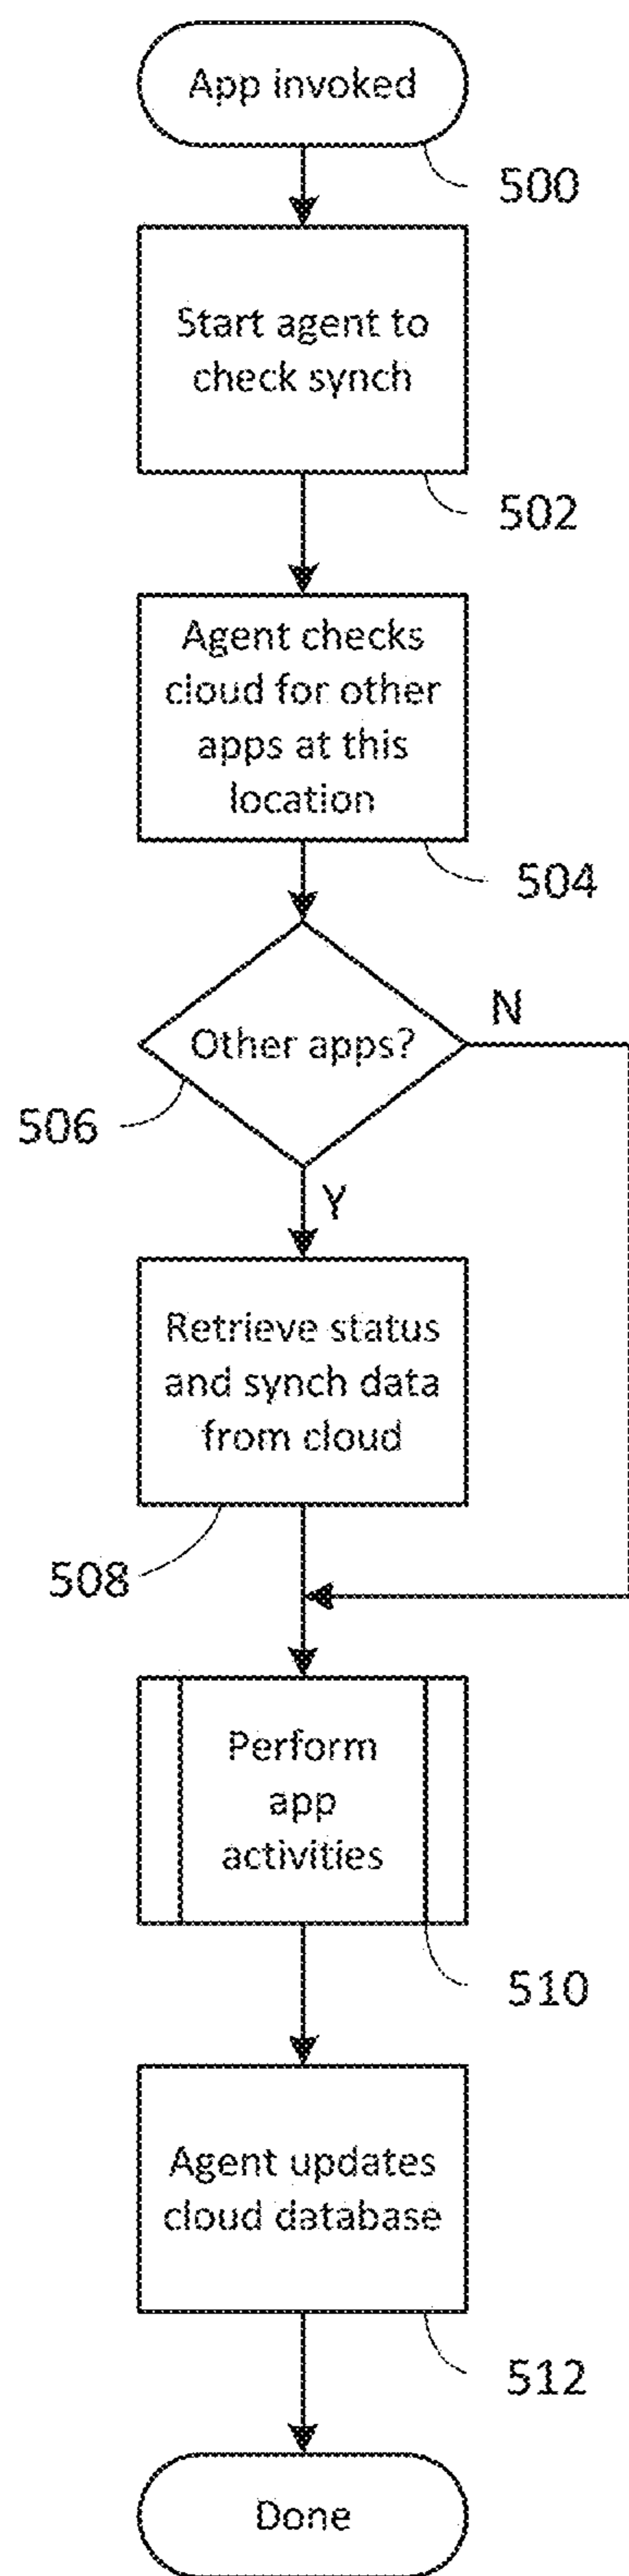 App invoked
500
Start agent to
check synch
502
Agent checks
cloud for other
apps at this
location
504
Other apps?
N
506
Y
Retrieve status
and synch data
from cloud
508
Perform
app
activities
510
Agent updates
cloud database
512
Done